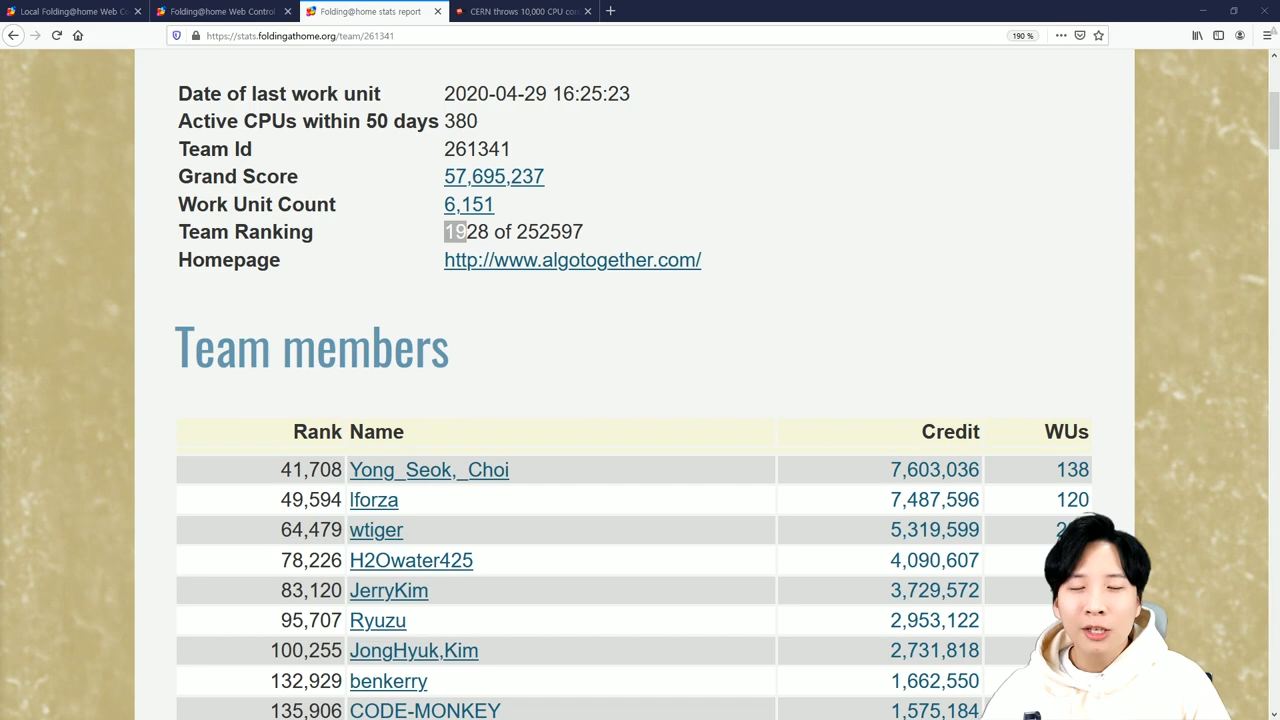 Local Folding@home Web Co
Folding@home Web Control
Folding@home stats report
CERN throws 10,000 CPU cor
https://stats.foldingathome.org/team/261341
190 %
Date of last work unit 2020-04-29 16:25:23
Active CPUs within 50 days 380
Team Id 261341
Grand Score 57,695,237
Work Unit Count 6,151
Team Ranking 1928 of 252597
Homepage http://www.algotogether.com/
Team members
Rank Name Credit WUs
41,708 Yong_Seok,_Choi 7,603,036 138
49,594 lforza 7,487,596 120
64,479 wtiger 5,319,599
78,226 H2Owater425 4,090,607
83,120 JerryKim 3,729,572
95,707 Ryuzu 2,953,122
100,255 JongHyuk,Kim 2,731,818
132,929 benkerry 1,662,550
135,906 CODE-MONKEY 1,575,184